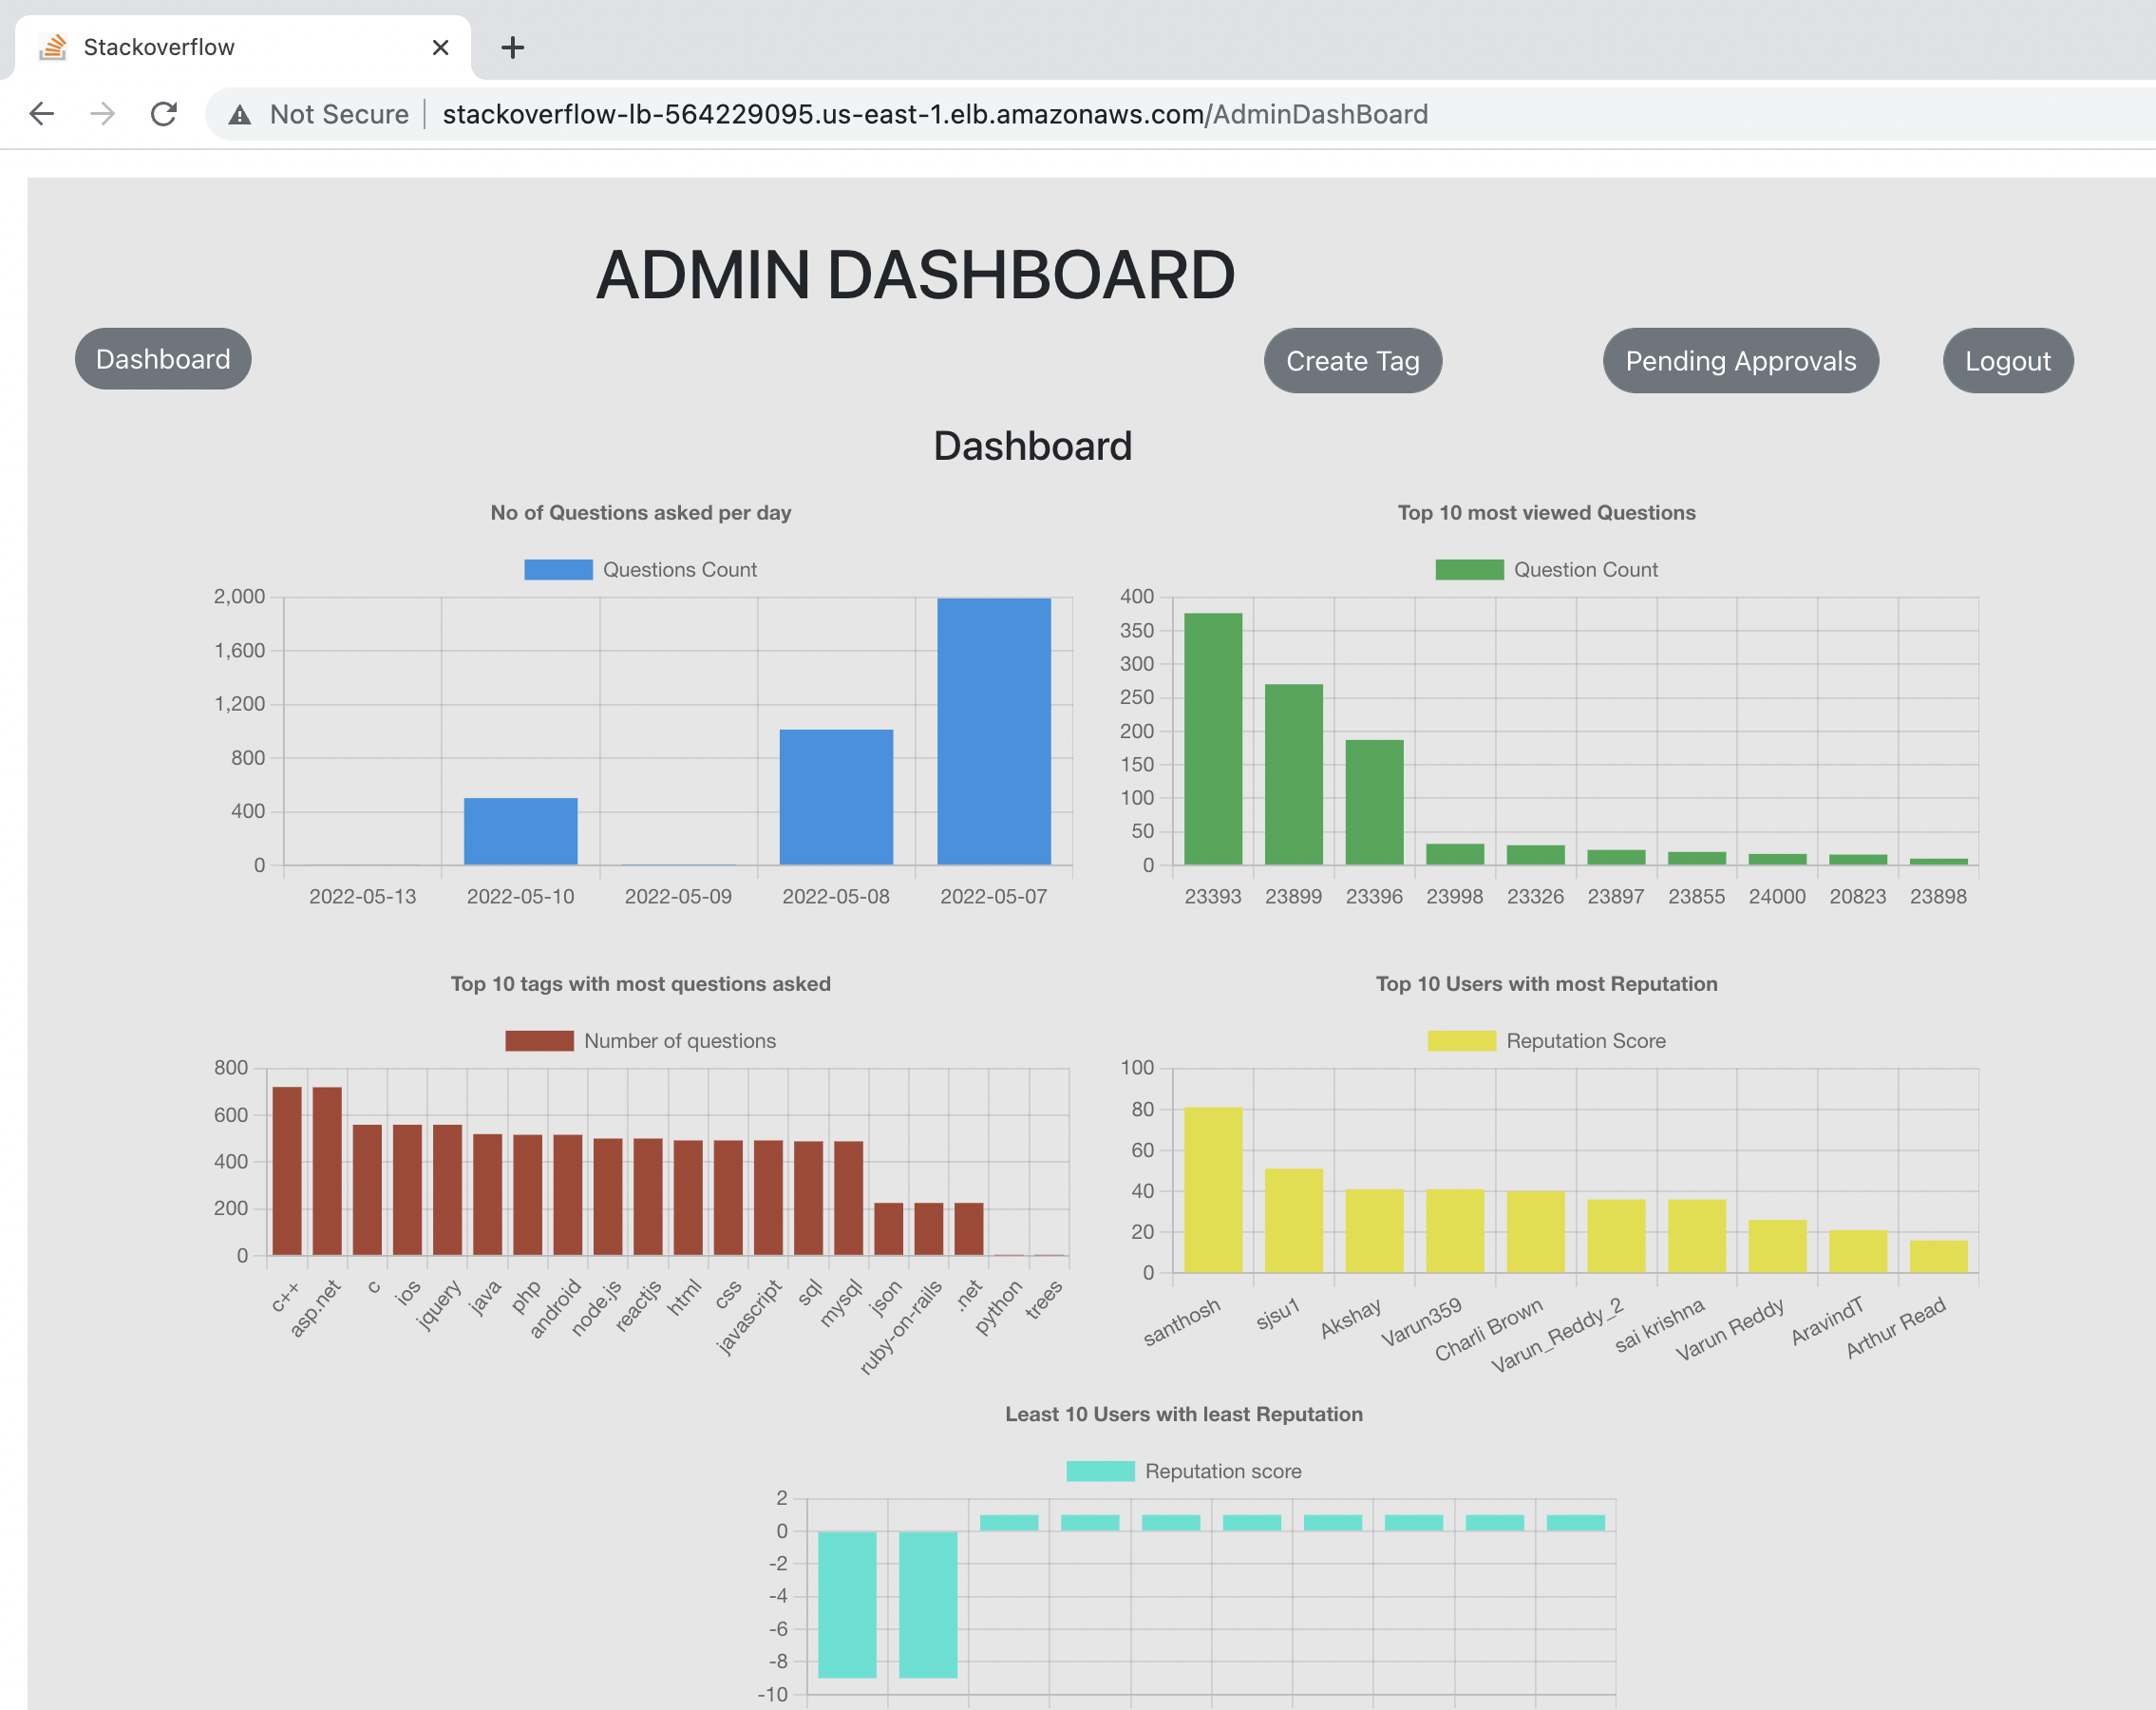 Stackoverflow
Not Secure stackoverflow-lb-564229095.us-east-1.elb.amazonaws.com/AdminDashBoard
ADMIN DASHBOARD
Dashboard Create Tag Pending Approvals Logout
Dashboard
No of Questions asked per day
Questions Count
2,000
1,600
1,200
800
400
0
2022-05-13 2022-05-10 2022-05-09 2022-05-08 2022-05-07
Top 10 most viewed Questions
Question Count
400
350
300
250
200
150
100
50
0
23393 23899 23396 23998 23326 23897 23855 24000 20823 23898
Top 10 tags with most questions asked
Number of questions
800
600
400
200
0
c++ asp.net c ios jquery java php android node.js reactjs html css javascript sql mysql json ruby-on-rails .net python trees
Top 10 Users with most Reputation
Reputation Score
100
80
60
40
20
0
santhosh sjsu1 Akshay Varun359 Charli Brown Varun_Reddy_2 sai krishna Varun Reddy AravindT Arthur Read
Least 10 Users with least Reputation
Reputation score
2
0
-2
-4
-6
-8
-10